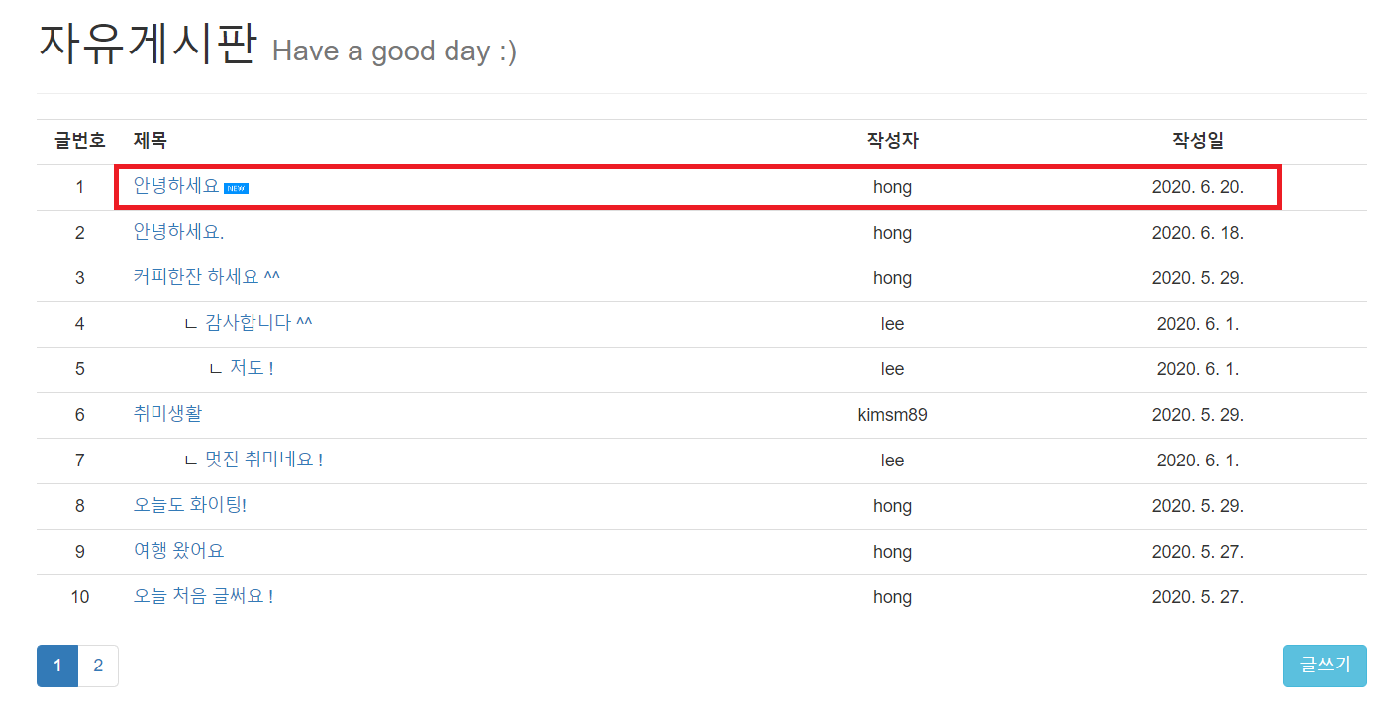 자유게시판 Have a good day :)
글번호 제목 작성자 작성일
1 안녕하세요 NEW hong 2020. 6. 20.
2 안녕하세요. hong 2020. 6. 18.
3 커피한잔 하세요 ^^ hong 2020. 5. 29.
4 ㄴ 감사합니다 ^^ lee 2020. 6. 1.
5 ㄴ 저도 ! lee 2020. 6. 1.
6 취미생활 kimsm89 2020. 5. 29.
7 ㄴ 멋진 취미네요 ! lee 2020. 6. 1.
8 오늘도 화이팅! hong 2020. 5. 29.
9 여행 왔어요 hong 2020. 5. 27.
10 오늘 처음 글써요 ! hong 2020. 5. 27.
1 2 글쓰기